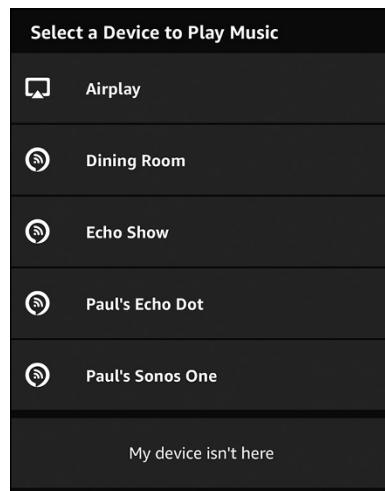 Select a Device to Play Music
Airplay
Dining Room
Echo Show
Paul's Echo Dot
Paul's Sonos One
My device isn't here